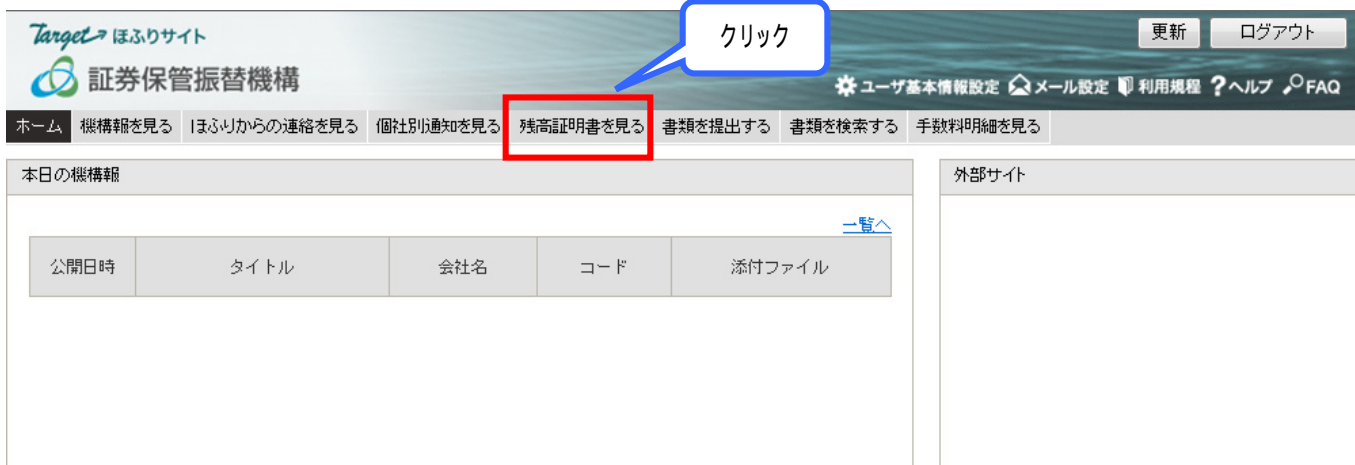 Target ほふりサイト
クリック
更新 ログアウト
証券保管振替機構
ユーザ基本情報設定 メール設定 利用規程 ?ヘルプ FAQ
ホーム 機構報を見る ほふりからの連絡を見る 個社別通知を見る 残高証明書を見る 書類を提出する 書類を検索する 手数料明細を見る
本日の機構報 外部サイト
一覧へ
公開日時 タイトル 会社名 コード 添付ファイル